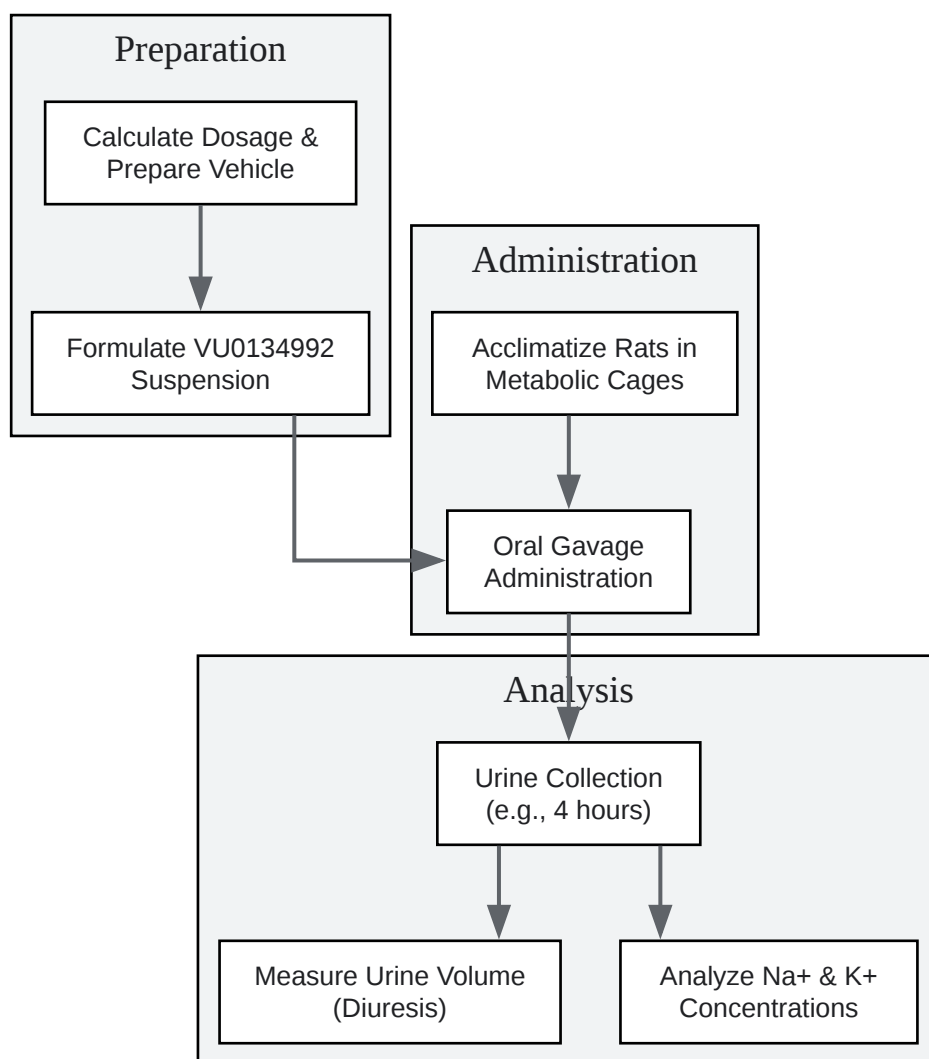 Preparation
Calculate Dosage &
Prepare Vehicle
Formulate VU0134992
Suspension
Administration
Acclimatize Rats in
Metabolic Cages
Oral Gavage
Administration
Analysis
Urine Collection
(e.g., 4 hours)
Measure Urine Volume
(Diuresis)
Analyze Na+ & K+
Concentrations